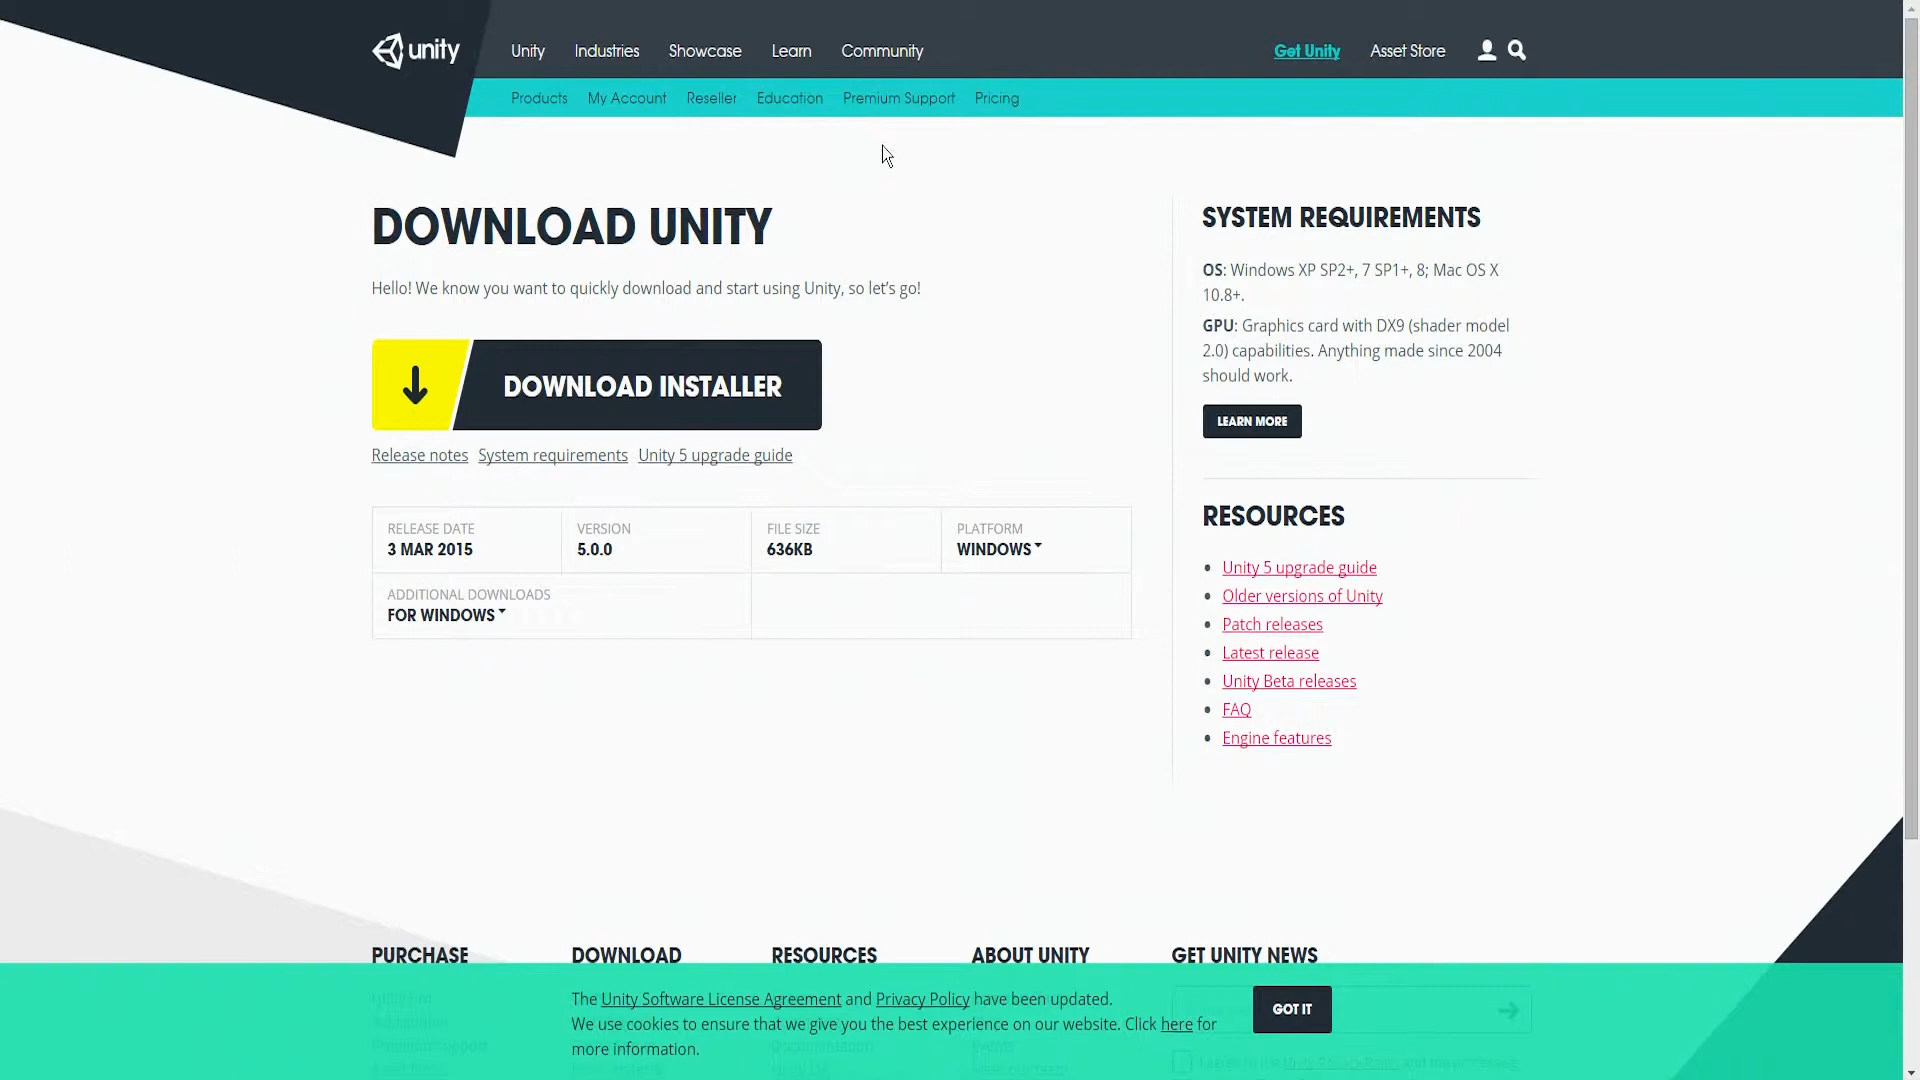 unity
Unity Industries Showcase Learn Community Get Unity Asset Store
Products My Account Reseller Education Premium Support Pricing
DOWNLOAD UNITY
Hello! We know you want to quickly download and start using Unity, so let's go!
DOWNLOAD INSTALLER
Release notes System requirements Unity 5 upgrade guide
RELEASE DATE
3 MAR 2015
VERSION
5.0.0
FILE SIZE
636KB
PLATFORM
WINDOWS
ADDITIONAL DOWNLOADS
FOR WINDOWS
SYSTEM REQUIREMENTS
OS: Windows XP SP2+, 7 SP1+, 8; Mac OS X
10.8+.
GPU: Graphics card with DX9 (shader model
2.0) capabilities. Anything made since 2004
should work.
LEARN MORE
RESOURCES
Unity 5 upgrade guide
Older versions of Unity
Patch releases
Latest release
Unity Beta releases
FAQ
Engine features
PURCHASE DOWNLOAD RESOURCES ABOUT UNITY GET UNITY NEWS
The Unity Software License Agreement and Privacy Policy have been updated.
We use cookies to ensure that we give you the best experience on our website. Click here for
more information.
GOT IT